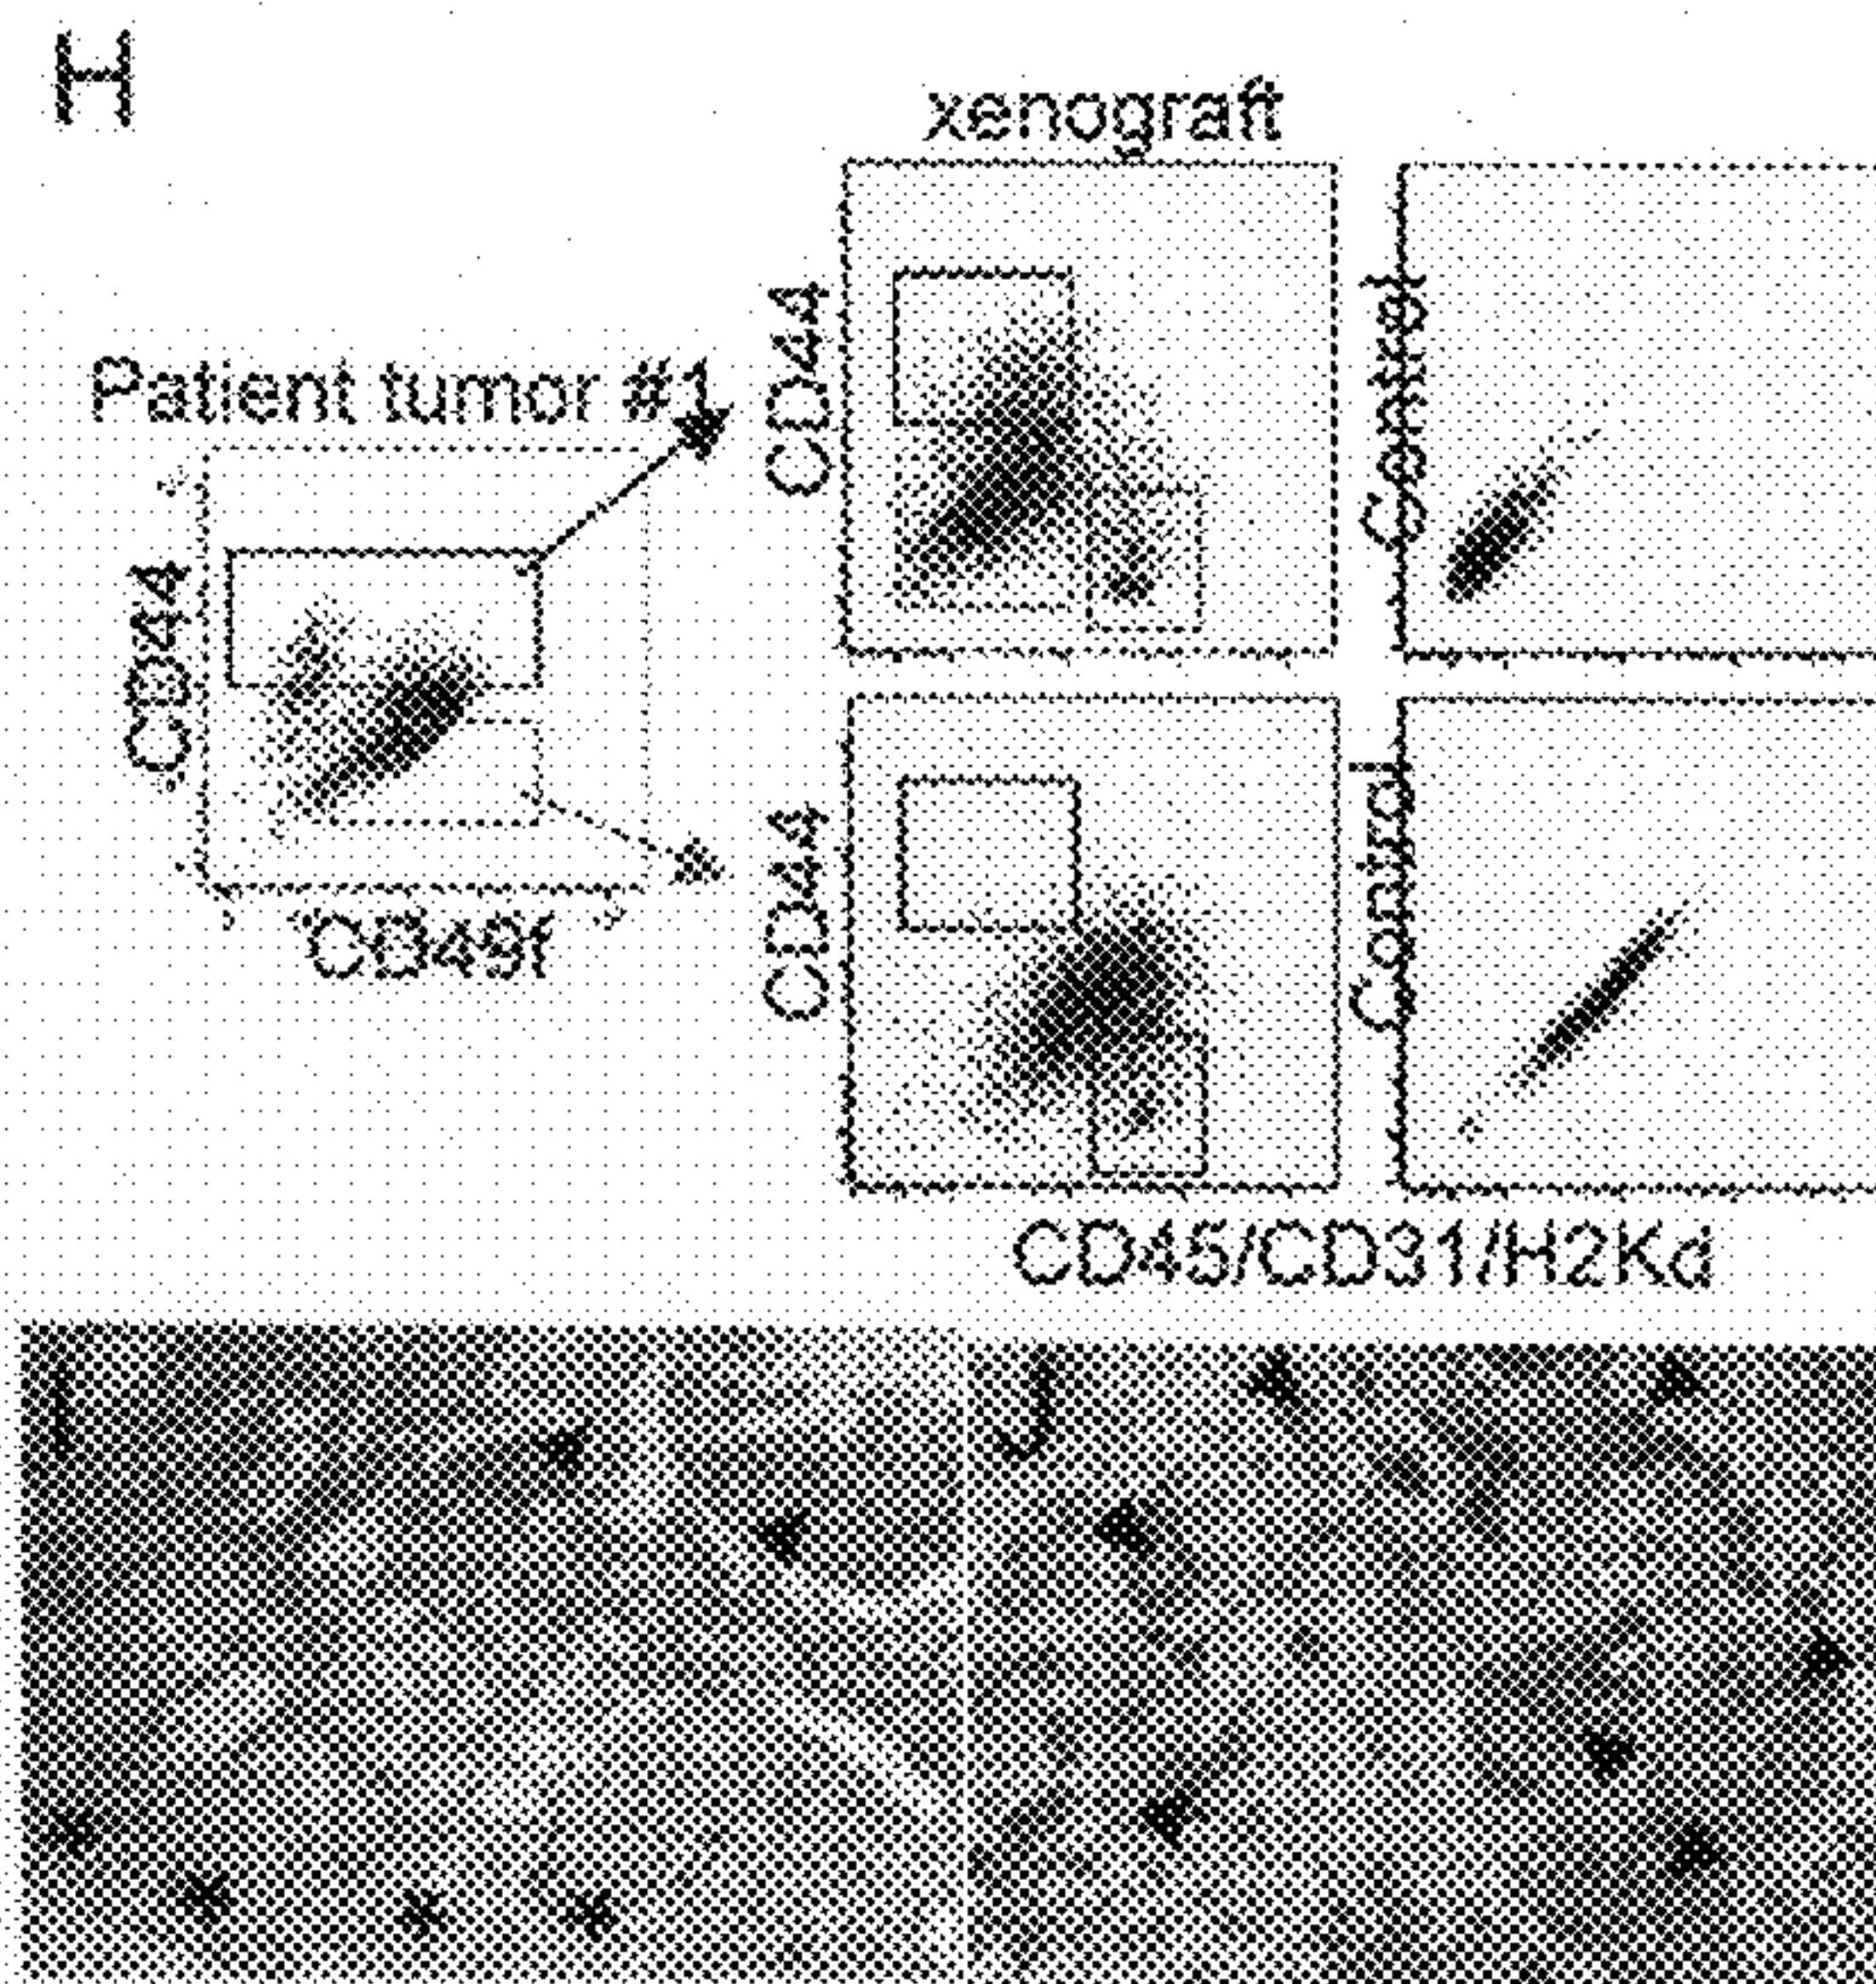 H
xenograft
Patient tumor #1
CD44
CD49f
CD44
Control
CD44
Control
CD45/CD31/H2Kd
I
J
* * * *